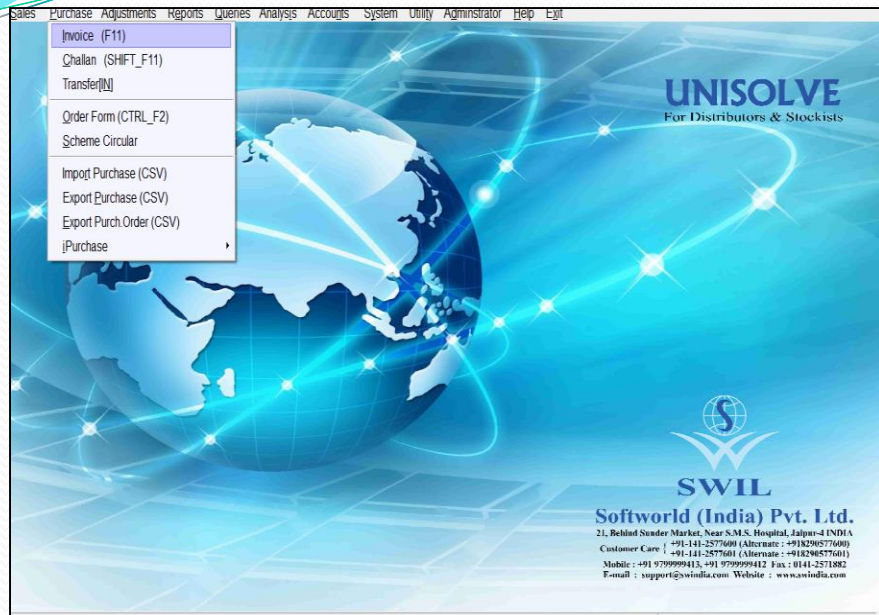 Sales Purchase Adjustments Reports Queries Analysis Accounts System Utility Adminstrator Help Exit
Invoice (F11)
Challan (SHIFT_F11)
Transfer[IN]
Order Form (CTRL_F2)
Scheme Circular
Import Purchase (CSV)
Export Purchase (CSV)
Export Purch.Order (CSV)
iPurchase
UNISOLVE
For Distributors & Stockists
S
SWIL
Softworld (India) Pvt. Ltd.
21, Behind Sunder Market, Near S.M.S. Hospital, Jaipur-4 INDIA
Customer Care { +91-141-2577600 (Alternate : +918290577600)
+91-141-2577601 (Alternate : +918290577601)
Mobile : +91 9799999413, +91 9799999412 Fax : 0141-2571882
E-mail : support@swindia.com Website : www.swindia.com